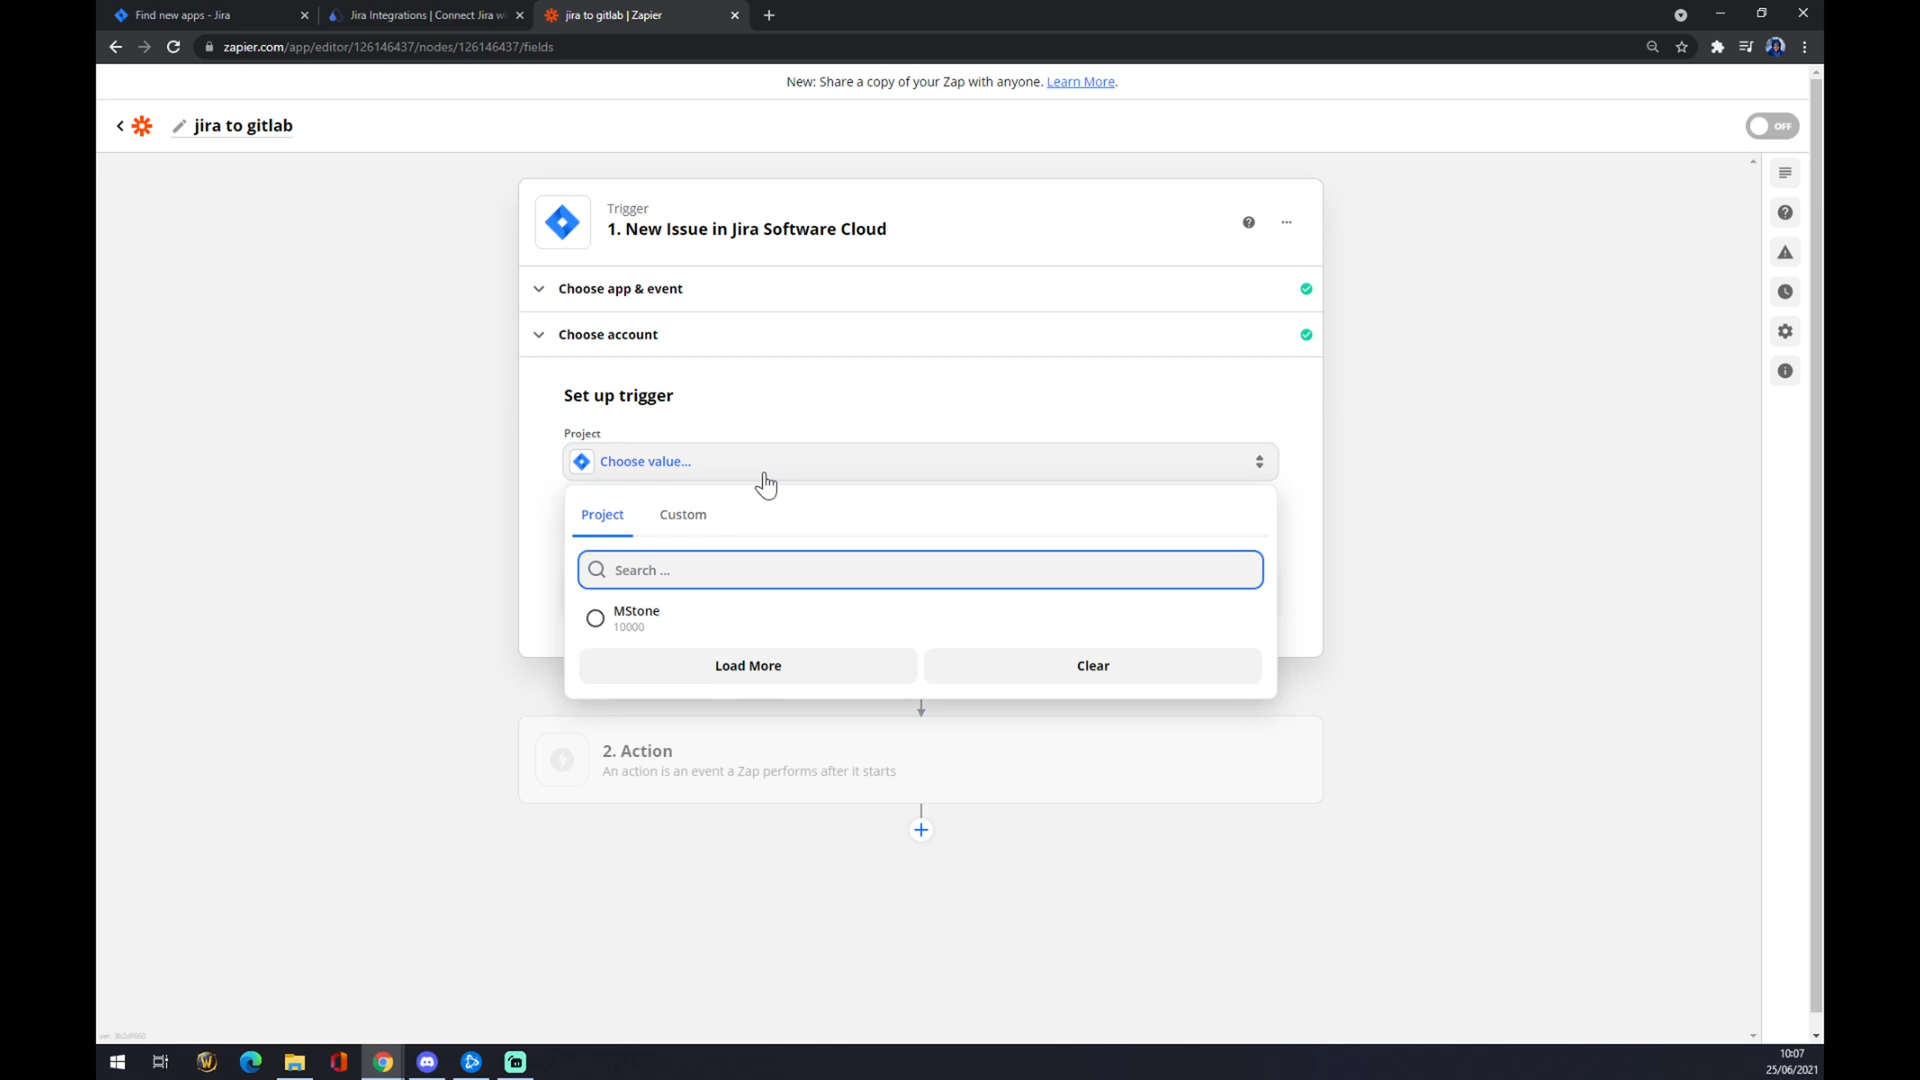 Find new apps - Jira
Jira Integrations | Connect Jira wi
jira to gitlab | Zapier
zapier.com/app/editor/126146437/nodes/126146437/fields
New: Share a copy of your Zap with anyone. Learn More.
jira to gitlab
OFF
Trigger
1. New Issue in Jira Software Cloud
Choose app & event
Choose account
Set up trigger
Project
Choose value...
Project
Custom
Search ...
MStone
10000
Load More
Clear
2. Action
An action is an event a Zap performs after it starts
10:07
25/06/2021